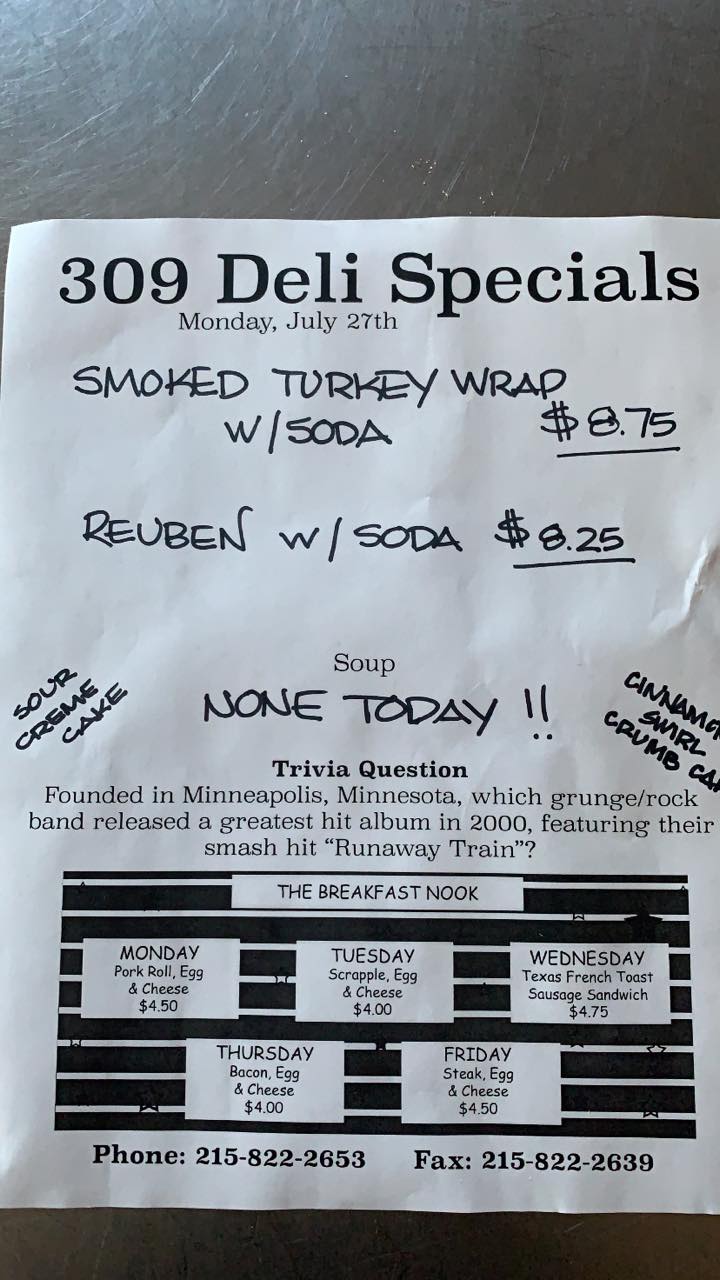 309 Deli Specials
Monday, July 27th
SMOKED TURKEY WRAP
W/SODA $8.75
REUBEN W/ SODA $8.25
Soup
NONE TODAY !!
SOUR
CREME
CAKE
CINNAMON
SWIRL
CRUMB CA
Trivia Question
Founded in Minneapolis, Minnesota, which grunge/rock
band released a greatest hit album in 2000, featuring their
smash hit “Runaway Train”?
THE BREAKFAST NOOK
MONDAY
Pork Roll, Egg
& Cheese
$4.50
TUESDAY
Scrapple, Egg
& Cheese
$4.00
WEDNESDAY
Texas French Toast
Sausage Sandwich
$4.75
THURSDAY
Bacon, Egg
& Cheese
$4.00
FRIDAY
Steak, Egg
& Cheese
$4.50
Phone: 215-822-2653 Fax: 215-822-2639